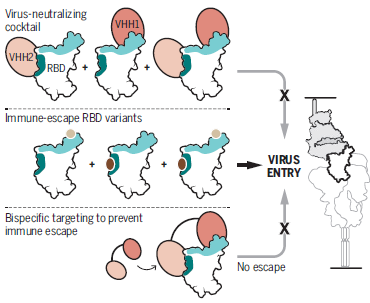 Virus-neutralizing
cocktail
VHH1
VHH2
RBD
+
+
X
Immune-escape RBD variants
+
+
VIRUS
ENTRY
Bispecific targeting to prevent
immune escape
X
No escape